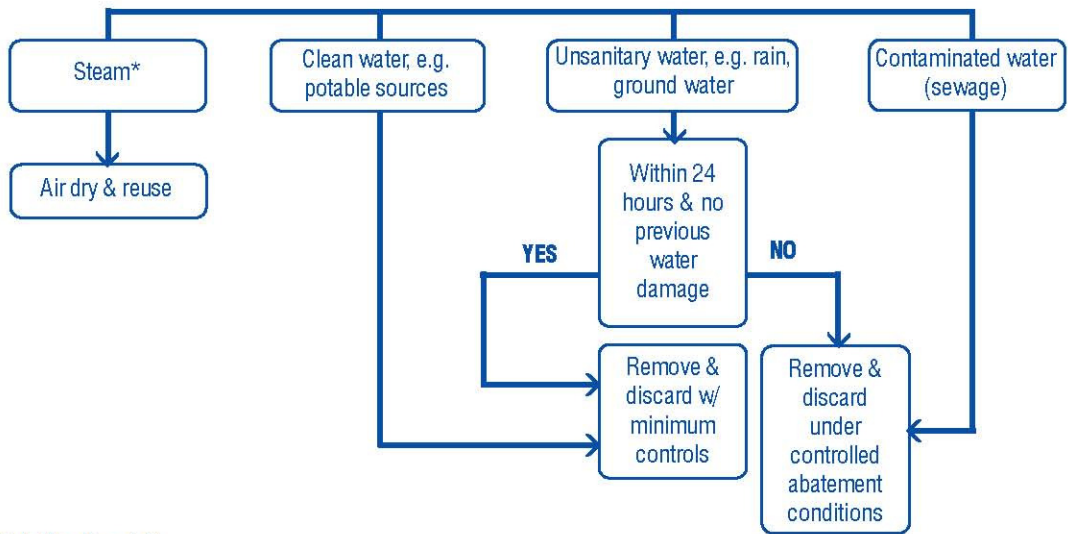 Steam*
Clean water, e.g.
potable sources
Unsanitary water, e.g. rain,
ground water
Contaminated water
(sewage)
Air dry & reuse
Within 24
hours & no
previous
water
damage
YES
NO
Remove &
discard w/
minimum
controls
Remove &
discard
under
controlled
abatement
conditions